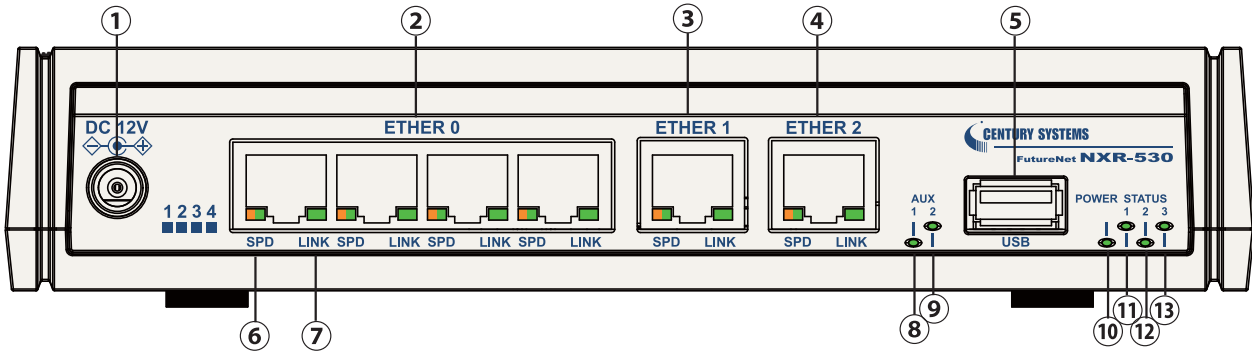 ① ② ③ ④ ⑤
DC 12V
ETHER 0
ETHER 1
ETHER 2
CENTURY SYSTEMS
FutureNet NXR-530
1 2 3 4
SPD LINK SPD LINK SPD LINK SPD LINK
SPD LINK
SPD LINK
AUX
1 2
USB
POWER STATUS
1 2 3
⑥ ⑦ ⑧ ⑨ ⑩ ⑪ ⑫ ⑬